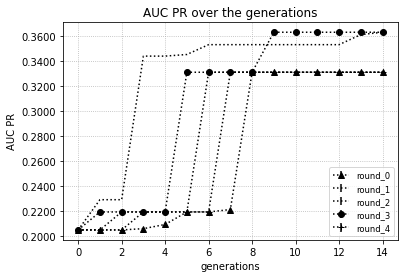 AUC PR over the generations
AUC PR
0.3600
0.3400
0.3200
0.3000
0.2800
0.2600
0.2400
0.2200
0.2000
0 2 4 6 8 10 12 14
generations
round_0
round_1
round_2
round_3
round_4